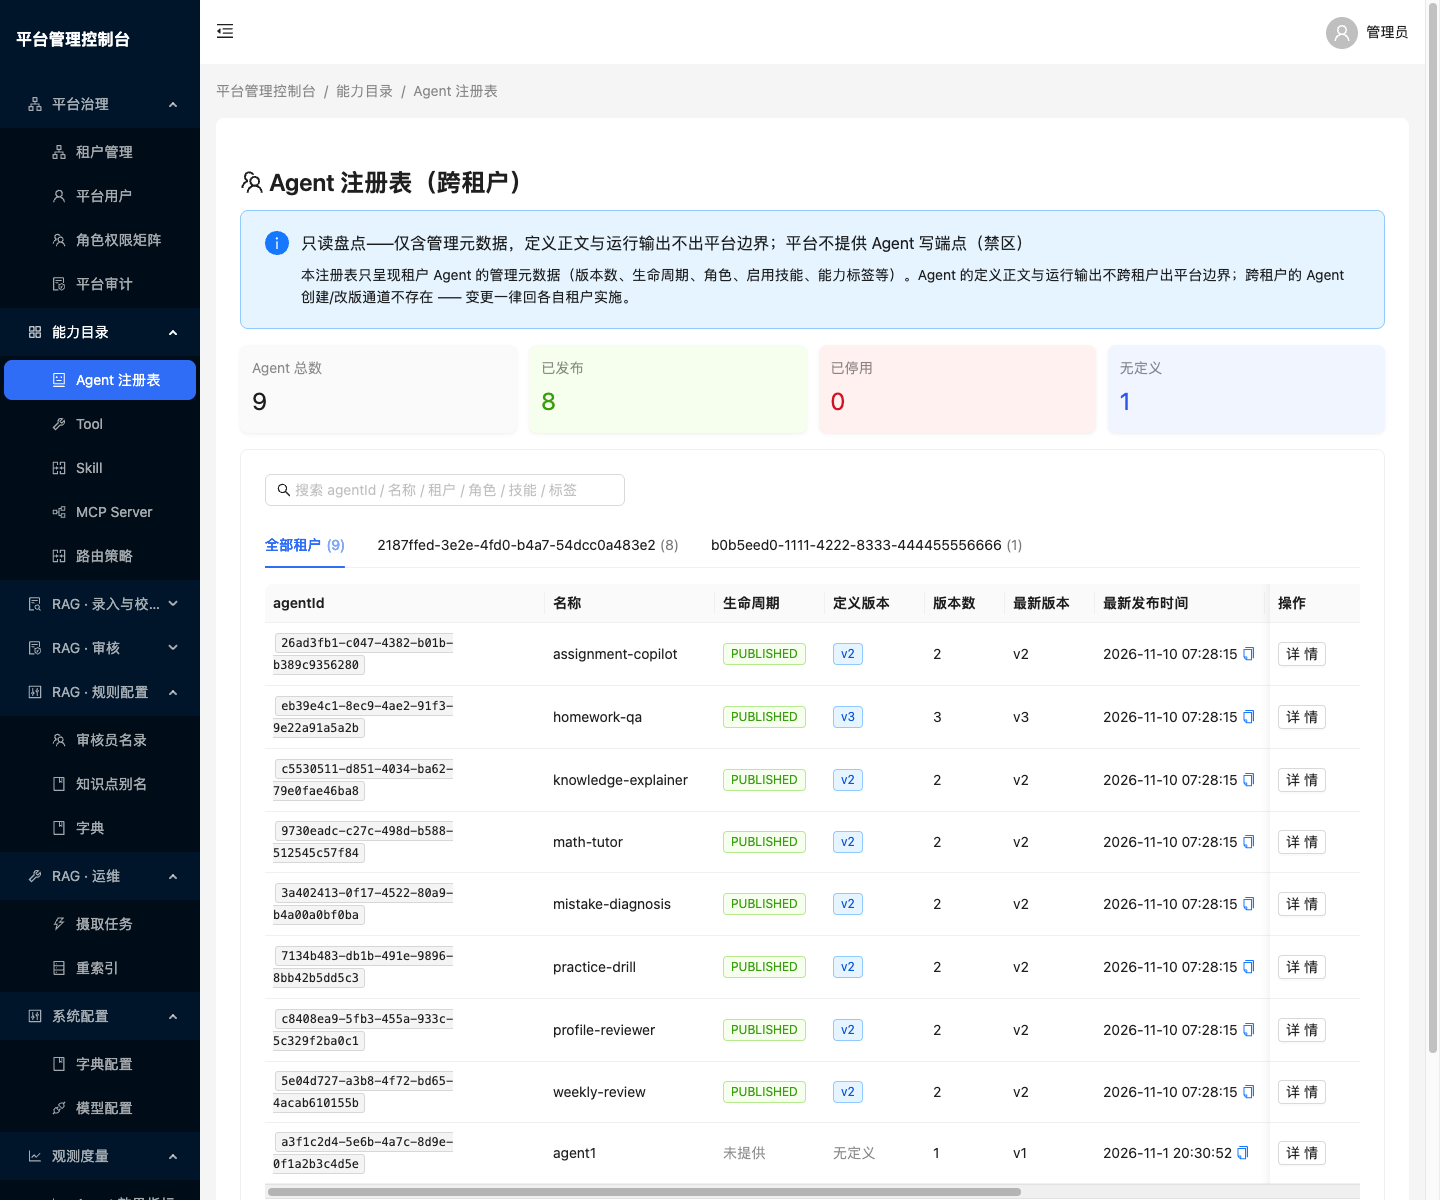 平台管理控制台
管理员
平台治理
租户管理
平台用户
角色权限矩阵
平台审计
能力目录
Agent 注册表
Tool
Skill
MCP Server
路由策略
RAG · 录入与校...
RAG · 审核
RAG · 规则配置
审核员名录
知识点别名
字典
RAG · 运维
摄取任务
重索引
系统配置
字典配置
模型配置
观测度量
平台管理控制台 / 能力目录 / Agent 注册表
Agent 注册表（跨租户）
只读盘点——仅含管理元数据，定义正文与运行输出不出平台边界；平台不提供 Agent 写端点（禁区）
本注册表只呈现租户 Agent 的管理元数据（版本数、生命周期、角色、启用技能、能力标签等）。Agent 的定义正文与运行输出不跨租户出平台边界；跨租户的 Agent
创建/改版通道不存在 —— 变更一律回各自租户实施。
Agent 总数
9
已发布
8
已停用
0
无定义
1
搜索 agentId / 名称 / 租户 / 角色 / 技能 / 标签
全部租户 (9) 2187ffed-3e2e-4fd0-b4a7-54dcc0a483e2 (8) b0b5eed0-1111-4222-8333-444455556666 (1)
agentId 名称 生命周期 定义版本 版本数 最新版本 最新发布时间 操作
26ad3fb1-c047-4382-b01b-
b389c9356280
assignment-copilot PUBLISHED v2 2 v2 2026-11-10 07:28:15 详 情
eb39e4c1-8ec9-4ae2-91f3-
9e22a91a5a2b
homework-qa PUBLISHED v3 3 v3 2026-11-10 07:28:15 详 情
c5530511-d851-4034-ba62-
79e0fae46ba8
knowledge-explainer PUBLISHED v2 2 v2 2026-11-10 07:28:15 详 情
9730eadc-c27c-498d-b588-
512545c57f84
math-tutor PUBLISHED v2 2 v2 2026-11-10 07:28:15 详 情
3a402413-0f17-4522-80a9-
b4a00a0bf0ba
mistake-diagnosis PUBLISHED v2 2 v2 2026-11-10 07:28:15 详 情
7134b483-db1b-491e-9896-
8bb42b5dd5c3
practice-drill PUBLISHED v2 2 v2 2026-11-10 07:28:15 详 情
c8408ea9-5fb3-455a-933c-
5c329f2ba0c1
profile-reviewer PUBLISHED v2 2 v2 2026-11-10 07:28:15 详 情
5e04d727-a3b8-4f72-bd65-
4acab610155b
weekly-review PUBLISHED v2 2 v2 2026-11-10 07:28:15 详 情
a3f1c2d4-5e6b-4a7c-8d9e-
0f1a2b3c4d5e
agent1 未提供 无定义 1 v1 2026-11-1 20:30:52 详 情